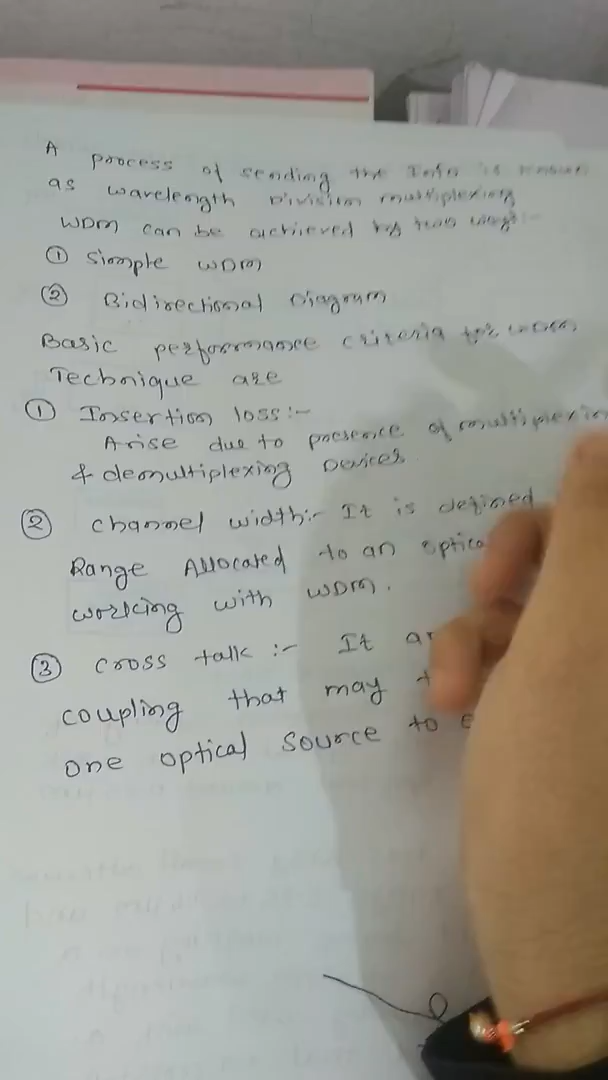 A process of sending the Info is known
as wavelength Division multiplexing
WDM can be achieved by two ways:-
① Simple WDM
② Bidirectional Diagram
Basic performance criteria for WDM
Technique are
① Insertion loss:-
Arise due to presence of multiplexin
& demultiplexing Devices
② Channel width:- It is defined
Range Allocated to an optica
working with WDM.
③ Cross talk :- It ar
coupling that may t
one optical source to